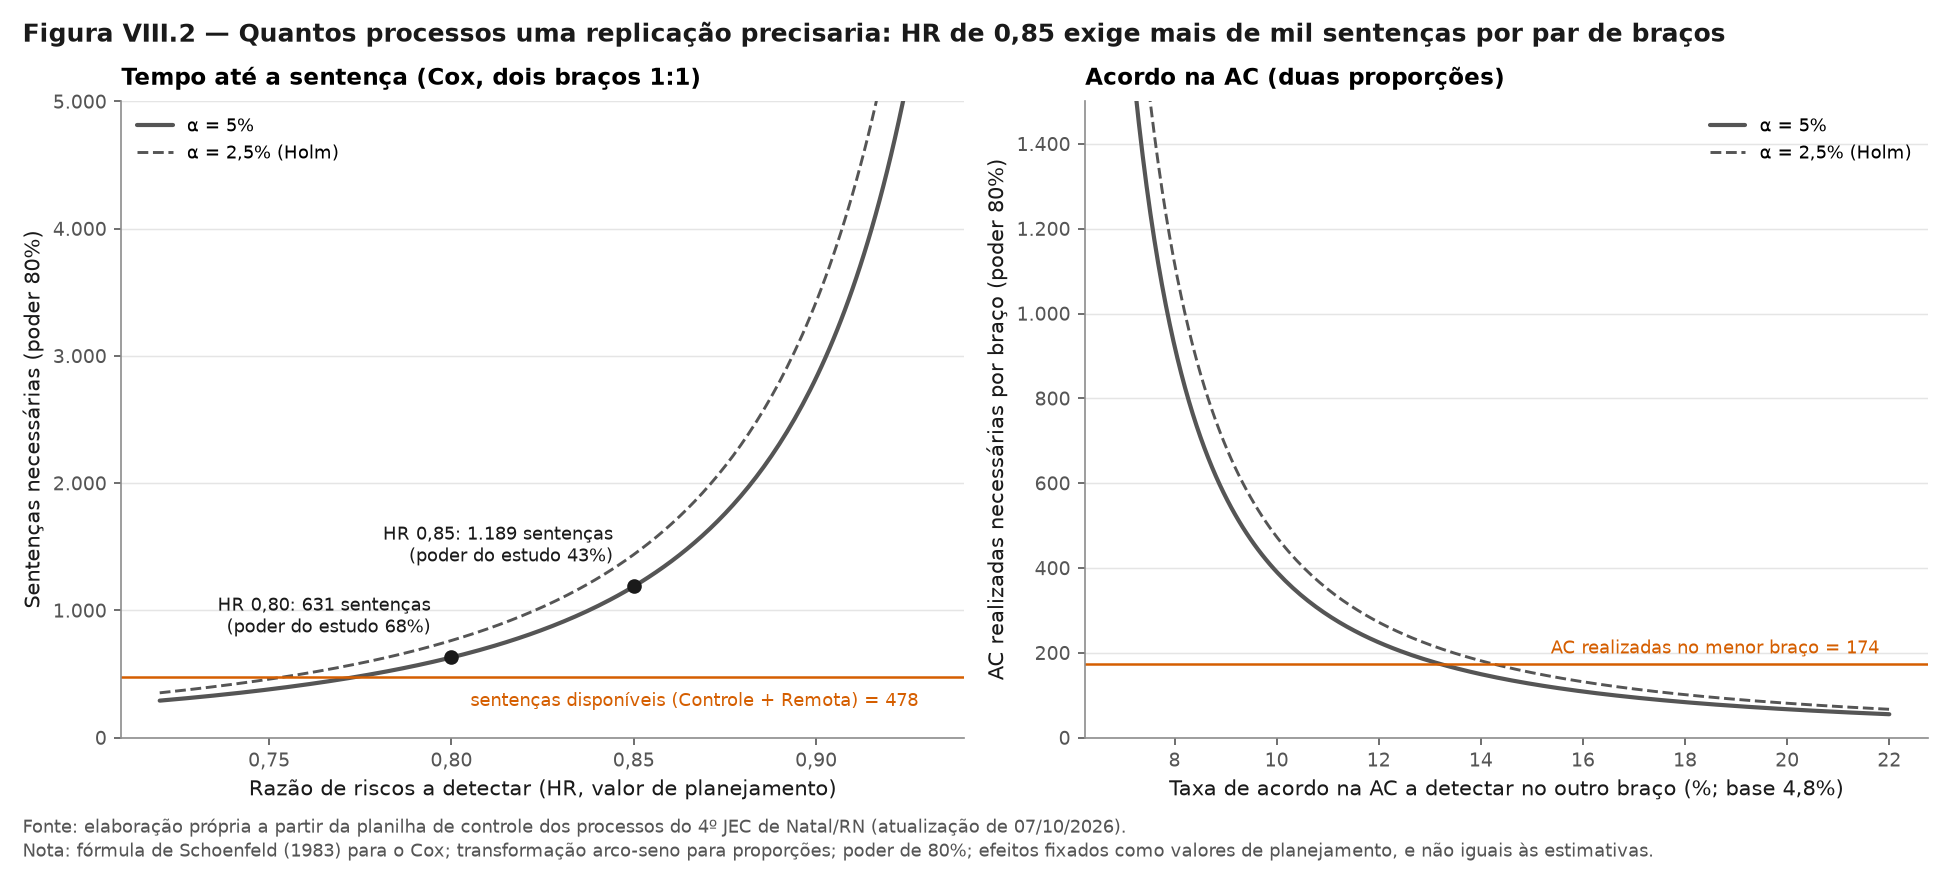 Figura VIII.2 — Quantos processos uma replicação precisaria: HR de 0,85 exige mais de mil sentenças por par de braços
Tempo até a sentença (Cox, dois braços 1:1)
α = 5%
α = 2,5% (Holm)
5.000
4.000
3.000
2.000
1.000
0
Sentenças necessárias (poder 80%)
HR 0,85: 1.189 sentenças
(poder do estudo 43%)
HR 0,80: 631 sentenças
(poder do estudo 68%)
sentenças disponíveis (Controle + Remota) = 478
0,75
0,80
0,85
0,90
Razão de riscos a detectar (HR, valor de planejamento)
Acordo na AC (duas proporções)
α = 5%
α = 2,5% (Holm)
1.400
1.200
1.000
800
600
400
200
0
AC realizadas necessárias por braço (poder 80%)
AC realizadas no menor braço = 174
8
10
12
14
16
18
20
22
Taxa de acordo na AC a detectar no outro braço (%; base 4,8%)
Fonte: elaboração própria a partir da planilha de controle dos processos do 4º JEC de Natal/RN (atualização de 07/10/2026).
Nota: fórmula de Schoenfeld (1983) para o Cox; transformação arco-seno para proporções; poder de 80%; efeitos fixados como valores de planejamento, e não iguais às estimativas.